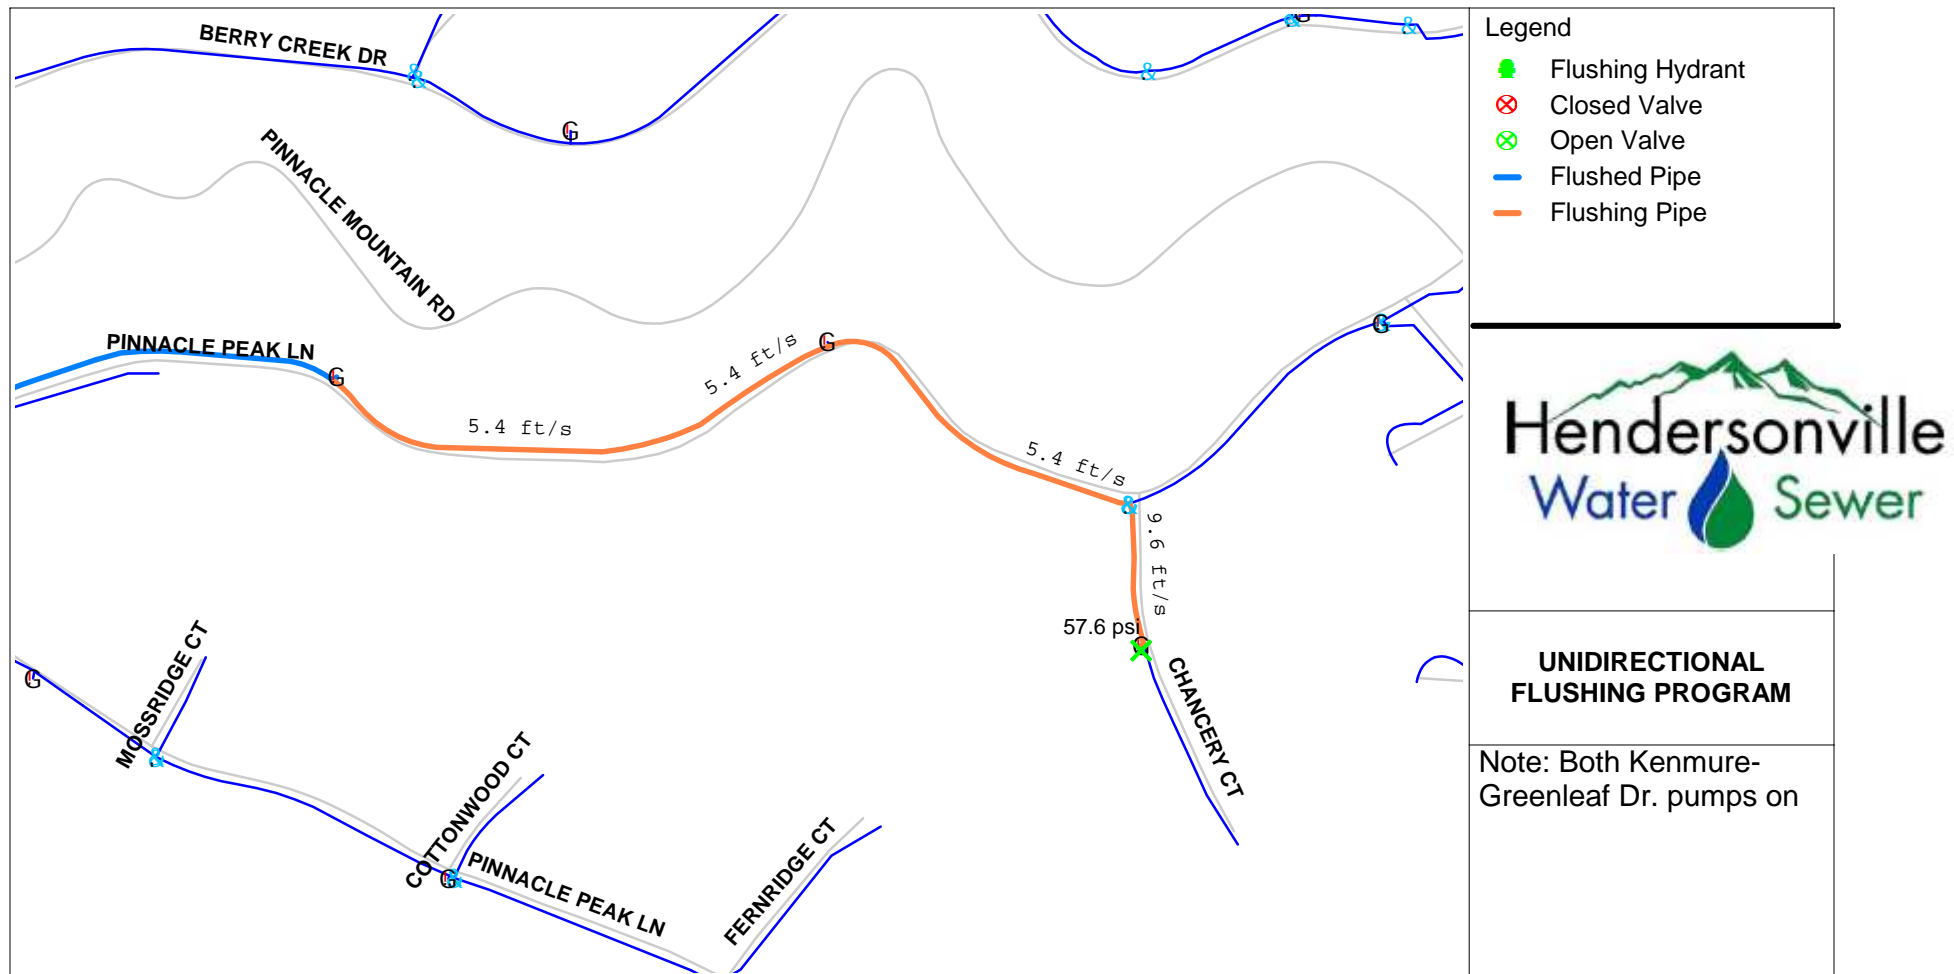 BERRY CREEK DR
PINNACLE MOUNTAIN RD
PINNACLE PEAK LN
5.4 ft/s
5.4 ft/s
5.4 ft/s
9.6 ft/s
57.6 psi
CHANCERY CT
MOSSRIDGE CT
COTTONWOOD CT
PINNACLE PEAK LN
FERNRIDGE CT
G
G
G
G
G
G
G
G
&
&
&
&
&
&
&
&
Legend
Flushing Hydrant
Closed Valve
Open Valve
Flushed Pipe
Flushing Pipe
Hendersonville
Water Sewer
UNIDIRECTIONAL
FLUSHING PROGRAM
Note: Both Kenmure-
Greenleaf Dr. pumps on